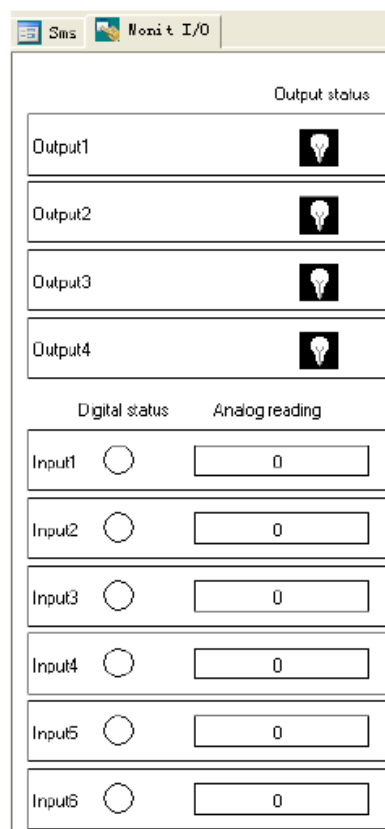 Sms Monit I/O
Output status
Output1
Output2
Output3
Output4
Digital status Analog reading
Input1 0
Input2 0
Input3 0
Input4 0
Input5 0
Input6 0